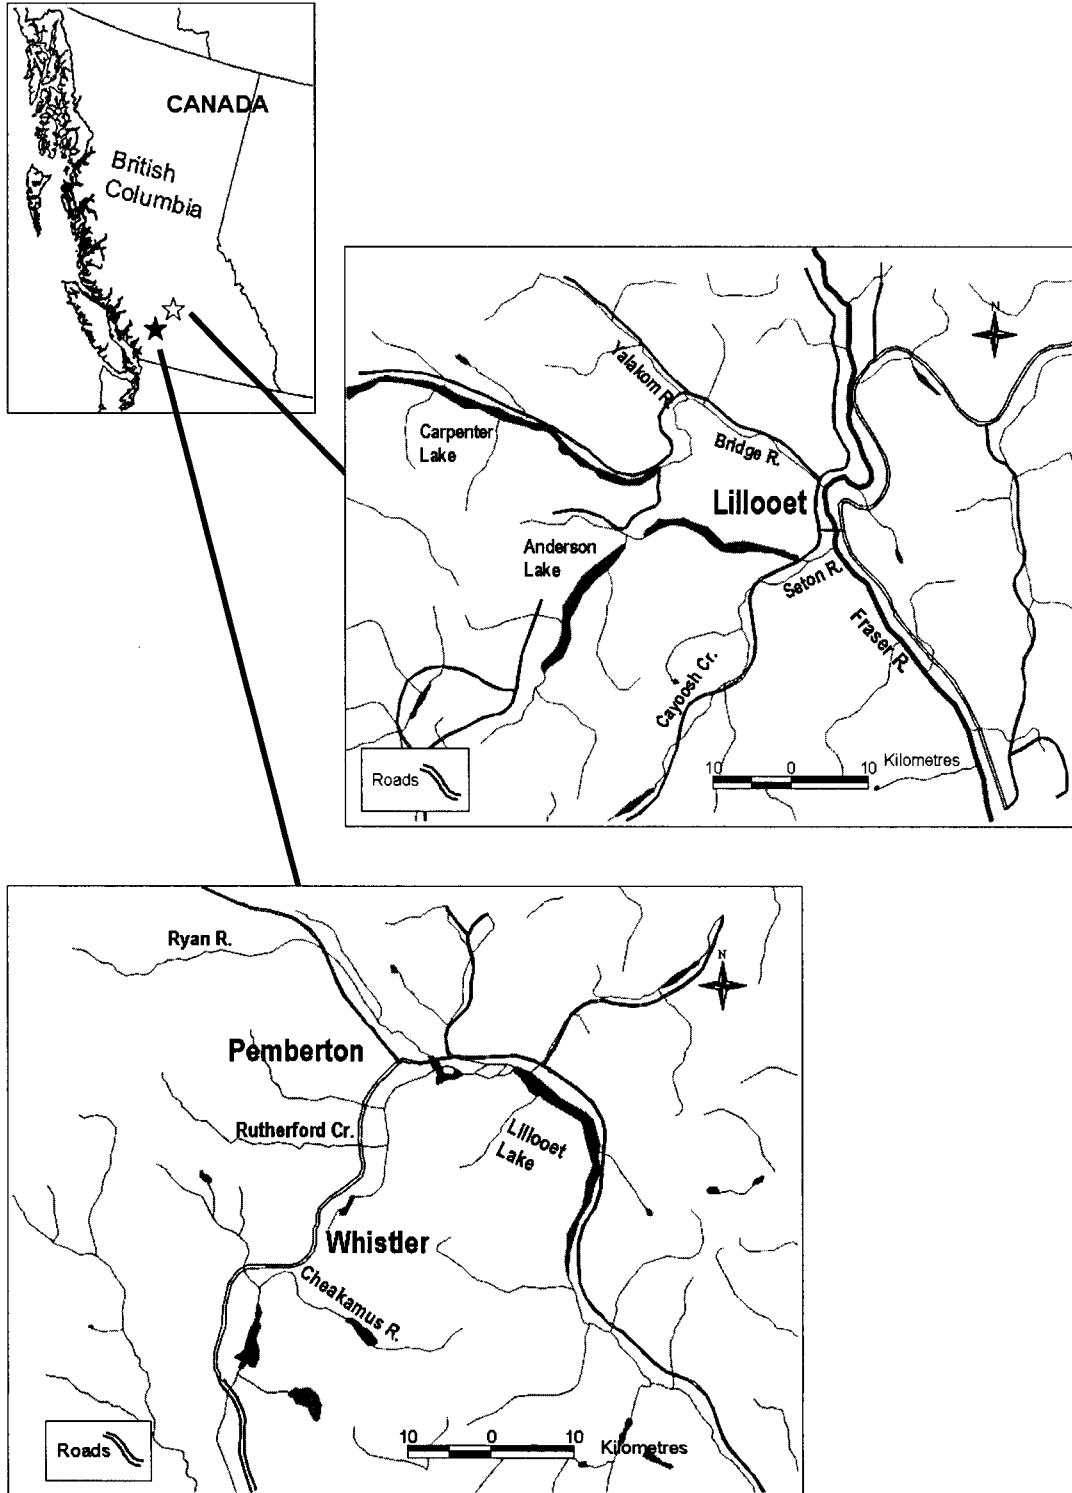 CANADA
British
Columbia
N
Yalakom R.
Carpenter
Lake
Bridge R.
Lillooet
Anderson
Lake
Seton R.
Fraser R.
Cayoosh Cr.
Roads
10 0 10 Kilometres
Ryan R.
N
Pemberton
Rutherford Cr.
Lillooet
Lake
Whistler
Cheakamus R.
Roads
10 0 10 Kilometres